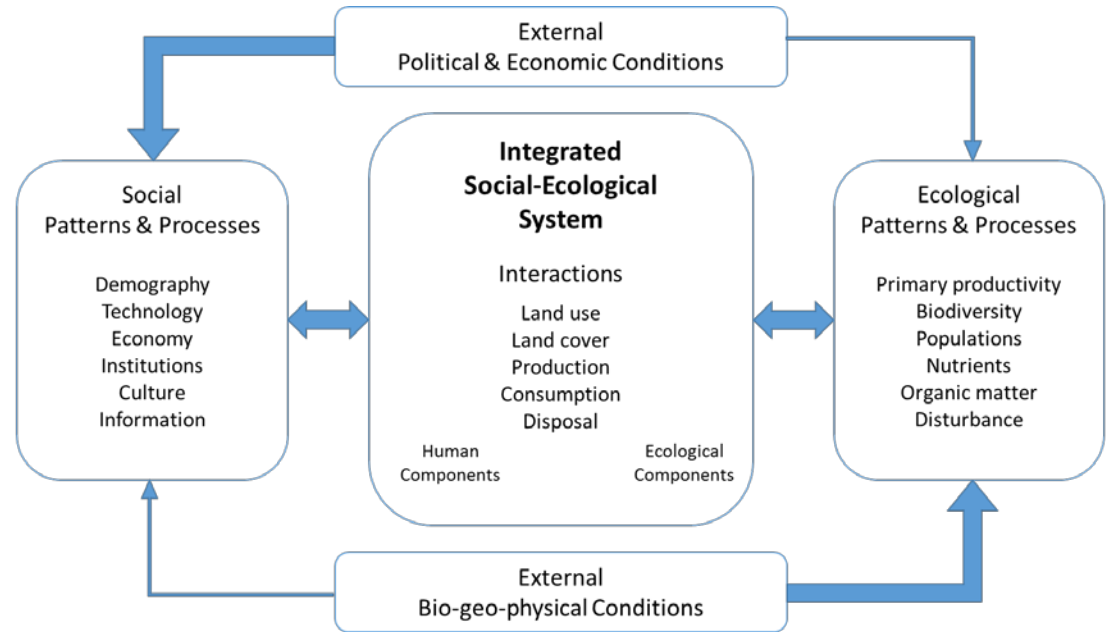 External
Political & Economic Conditions
Social
Patterns & Processes
Demography
Technology
Economy
Institutions
Culture
Information
Integrated
Social-Ecological
System
Interactions
Land use
Land cover
Production
Consumption
Disposal
Human
Components
Ecological
Components
Ecological
Patterns & Processes
Primary productivity
Biodiversity
Populations
Nutrients
Organic matter
Disturbance
External
Bio-geo-physical Conditions